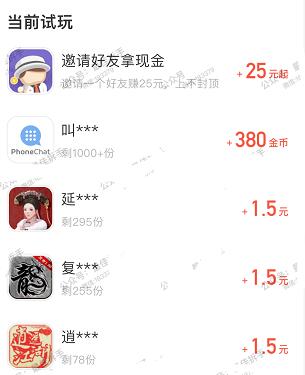 当前试玩
邀请好友拿现金
邀请一个好友赚25元，上不封顶
+25元起
PhoneChat
叫***
剩1000+份
+380金币
延***
剩295份
+1.5元
龍
复***
剩255份
+1.5元
逍***
剩78份
+1.5元